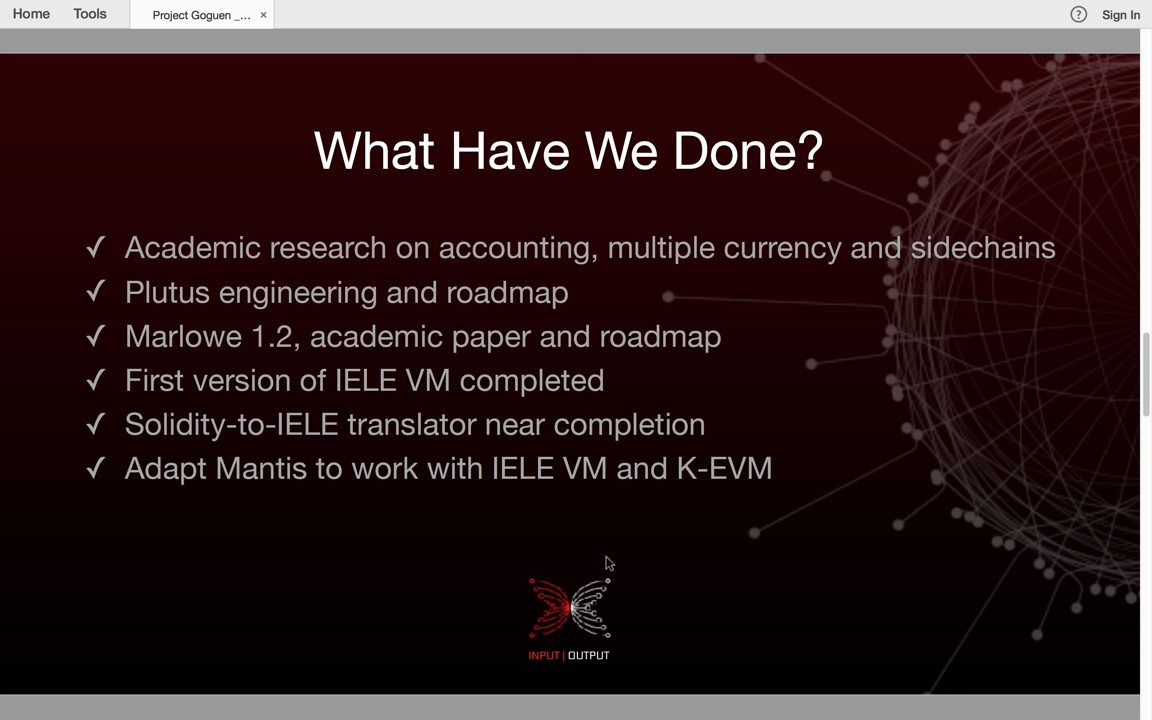 Home Tools Project Goguen _... × ? Sign In
What Have We Done?
✓ Academic research on accounting, multiple currency and sidechains
✓ Plutus engineering and roadmap
✓ Marlowe 1.2, academic paper and roadmap
✓ First version of IELE VM completed
✓ Solidity-to-IELE translator near completion
✓ Adapt Mantis to work with IELE VM and K-EVM
INPUT | OUTPUT